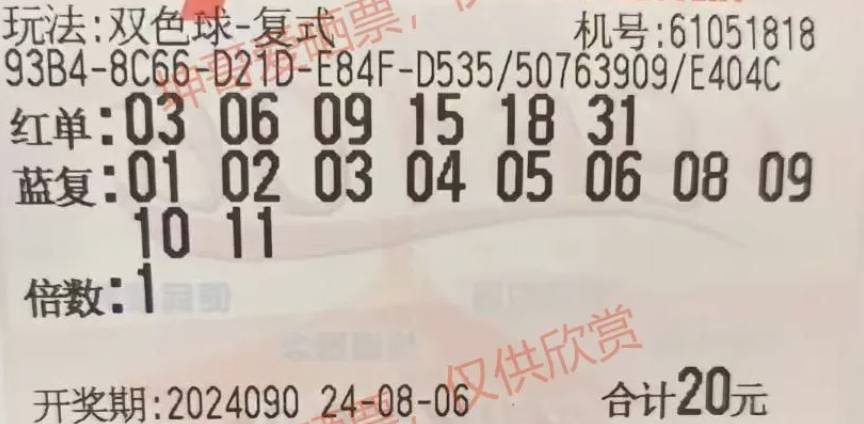 玩法:双色球-复式 机号:61051818
93B4-8C66-D21D-E84F-D535/50763909/E404C
红单:03 06 09 15 18 31
蓝复:01 02 03 04 05 06 08 09
10 11
倍数:1
仅供欣赏
开奖期:2024090 24-08-06 合计20元